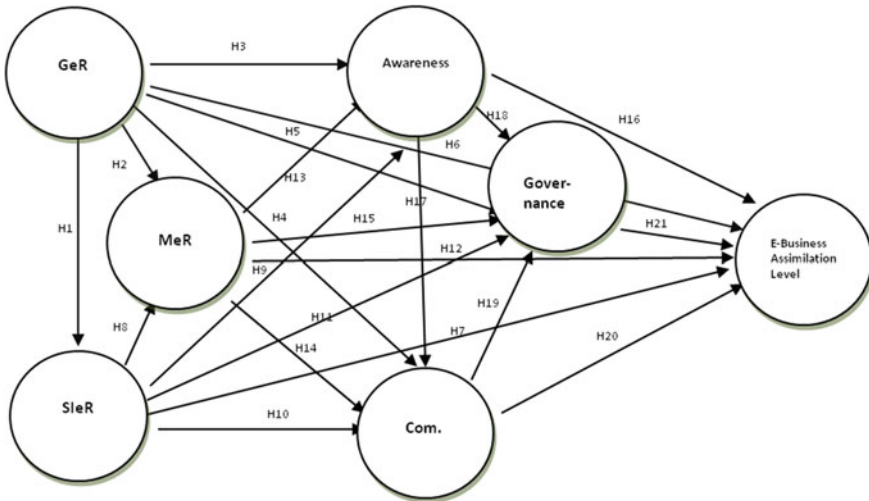 GeR
H3
Awareness
H16
H18
H5
H6
H2
H13
Gover-
nance
H17
H4
H15
H1
MeR
H12
H21
E-Business
Assimilation
Level
H9
H19
H11
H7
H8
H14
H20
SIeR
H10
Com.